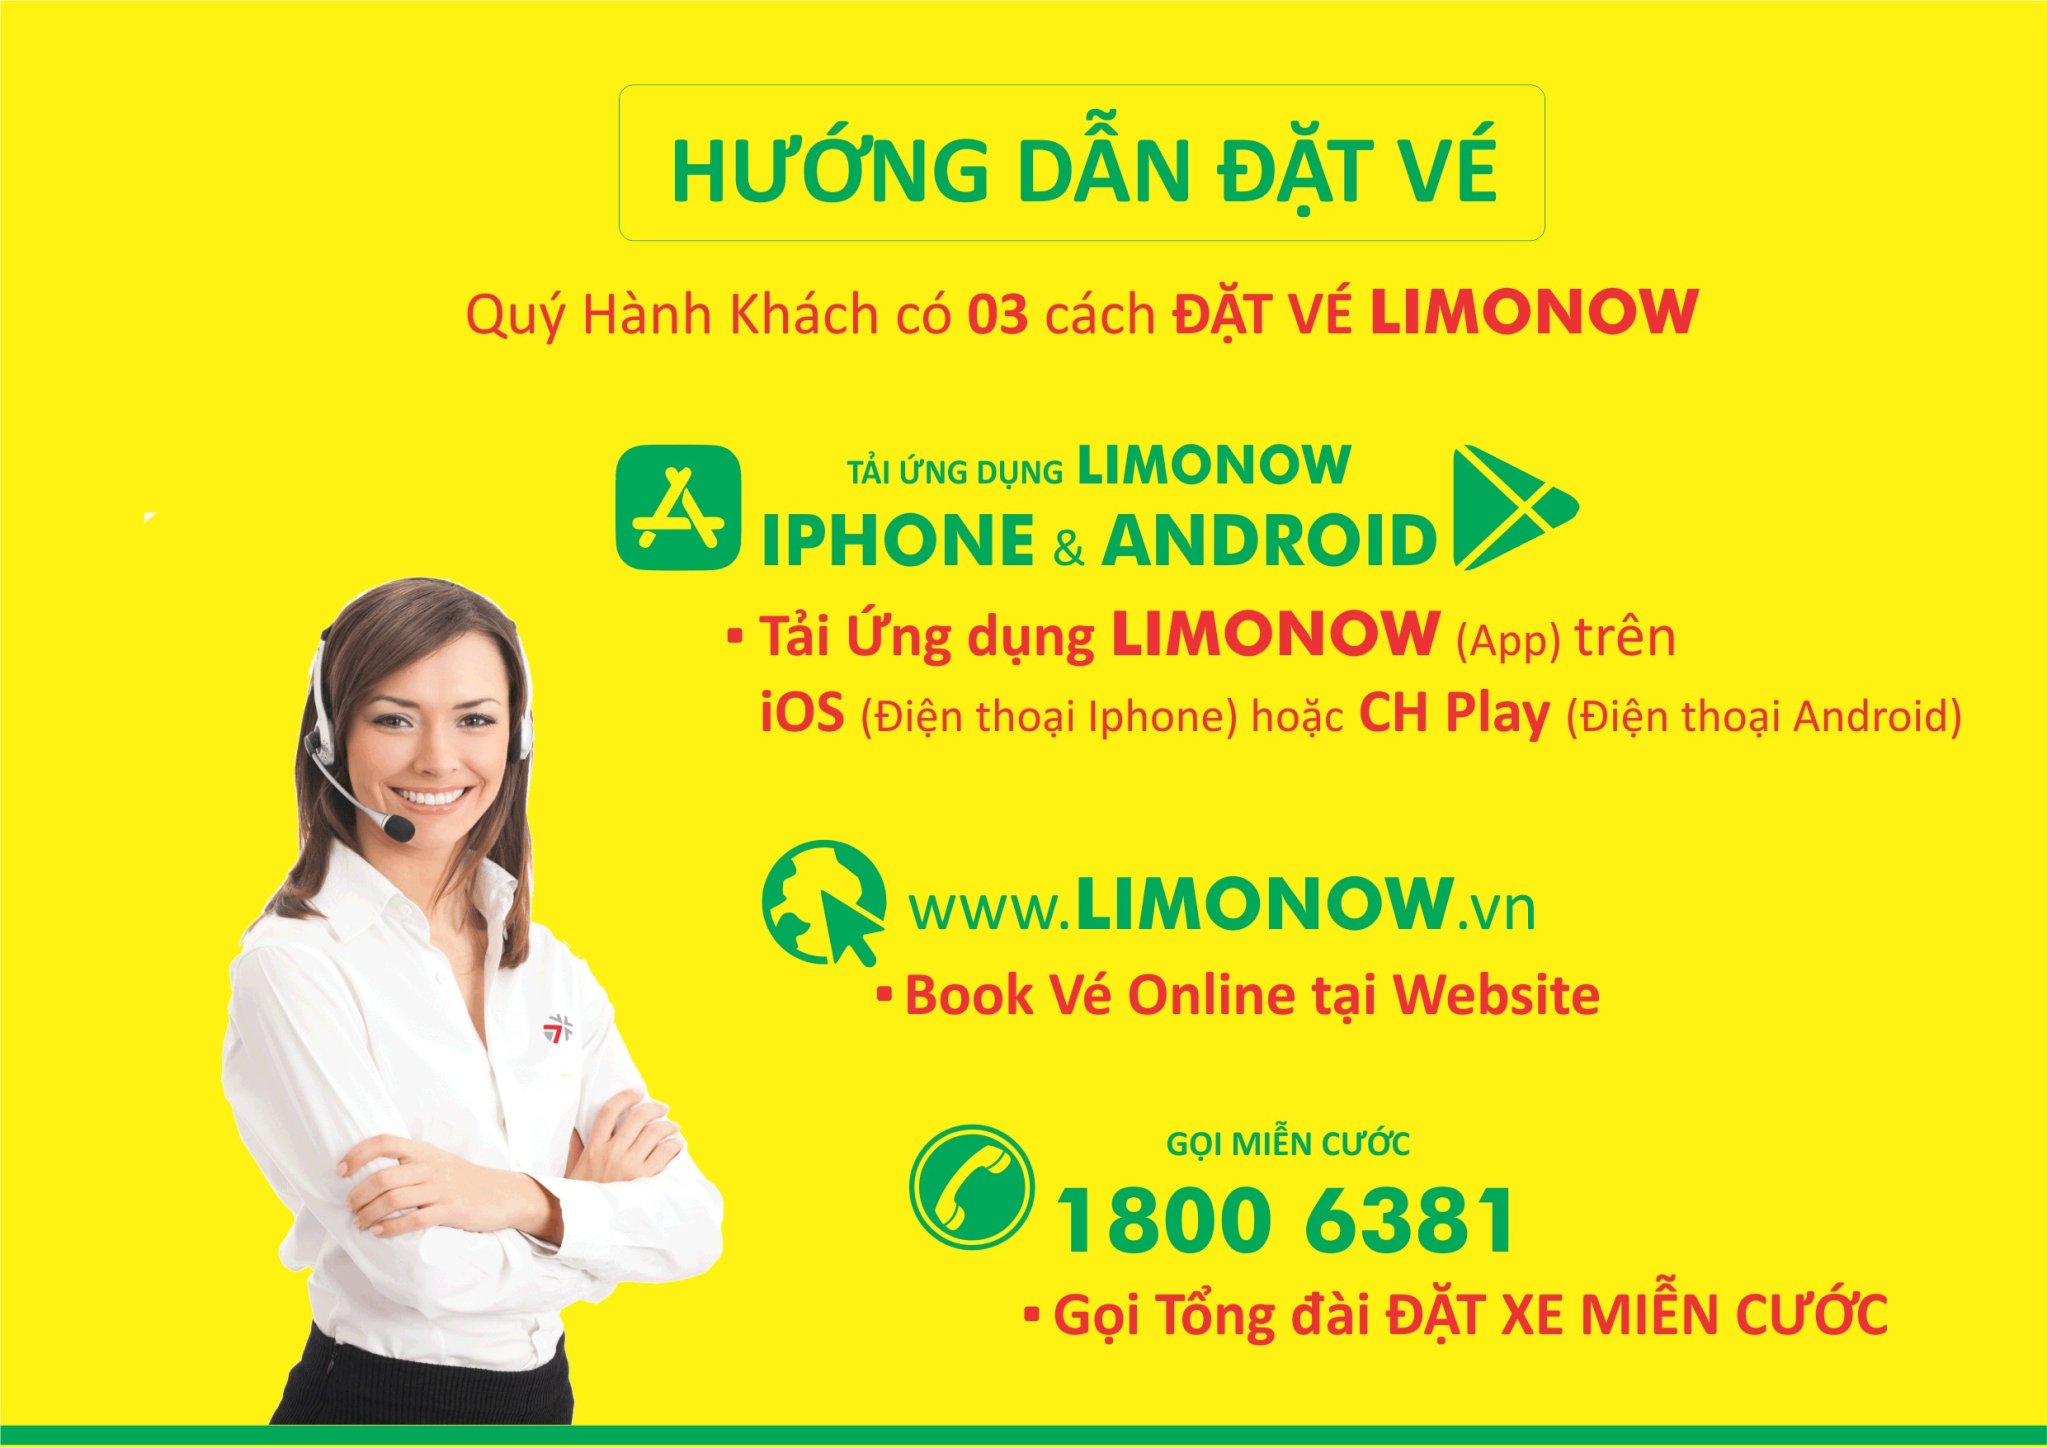 HƯỚNG DẪN ĐẶT VÉ
Quý Hành Khách có 03 cách ĐẶT VÉ LIMONOW
TẢI ỨNG DỤNG LIMONOW
IPHONE & ANDROID
▪ Tải Ứng dụng LIMONOW (App) trên
iOS (Điện thoại Iphone) hoặc CH Play (Điện thoại Android)
www.LIMONOW.vn
▪ Book Vé Online tại Website
GỌI MIỄN CƯỚC
1800 6381
▪ Gọi Tổng đài ĐẶT XE MIỄN CƯỚC